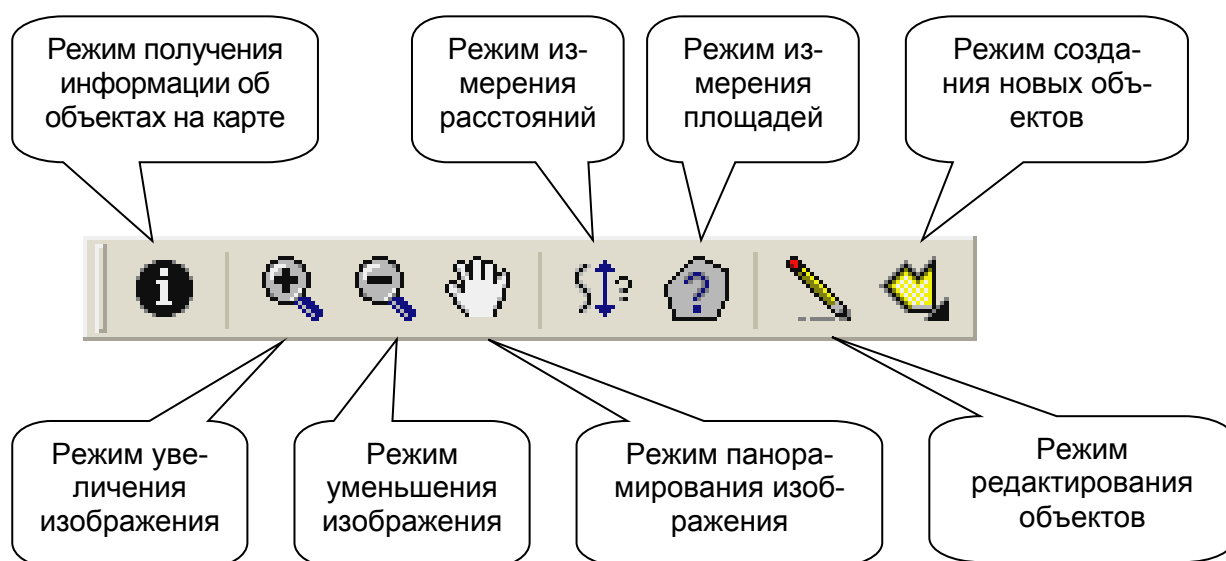 Режим получения
информации об
объектах на карте
Режим из-
мерения
расстояний
Режим из-
мерения
площадей
Режим созда-
ния новых объ-
ектов
Режим уве-
личения
изображения
Режим
уменьшения
изображения
Режим панора-
мирования изоб-
ражения
Режим
редактирования
объектов